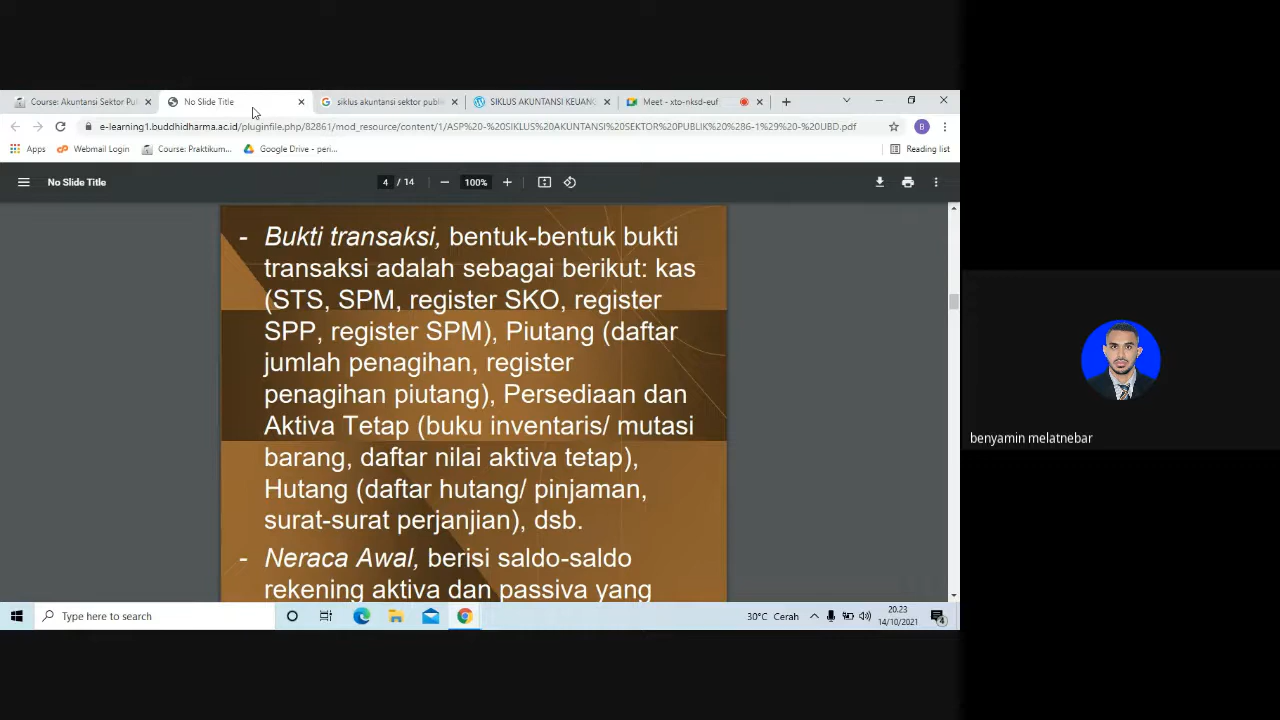 Course: Akuntansi Sektor Pu
No Slide Title
siklus akuntansi sektor publi
SIKLUS AKUNTANSI KEUANG
Meet - xto-nksd-euf
e-learning1.buddhidharma.ac.id/pluginfile.php/82861/mod_resource/content/1/ASP%20-%20SIKLUS%20AKUNTANSI%20SEKTOR%20PUBLIK%20%286-1%29%20-%20UBD.pdf
B
Apps
Webmail Login
Course: Praktikum...
Google Drive - peri...
Reading list
No Slide Title
4 / 14
100%
- Bukti transaksi, bentuk-bentuk bukti
transaksi adalah sebagai berikut: kas
(STS, SPM, register SKO, register
SPP, register SPM), Piutang (daftar
jumlah penagihan, register
penagihan piutang), Persediaan dan
Aktiva Tetap (buku inventaris/ mutasi
barang, daftar nilai aktiva tetap),
Hutang (daftar hutang/ pinjaman,
surat-surat perjanjian), dsb.
- Neraca Awal, berisi saldo-saldo
rekening aktiva dan passiva yang
benyamin melatnebar
Type here to search
30°C Cerah
20.23
14/10/2021
4